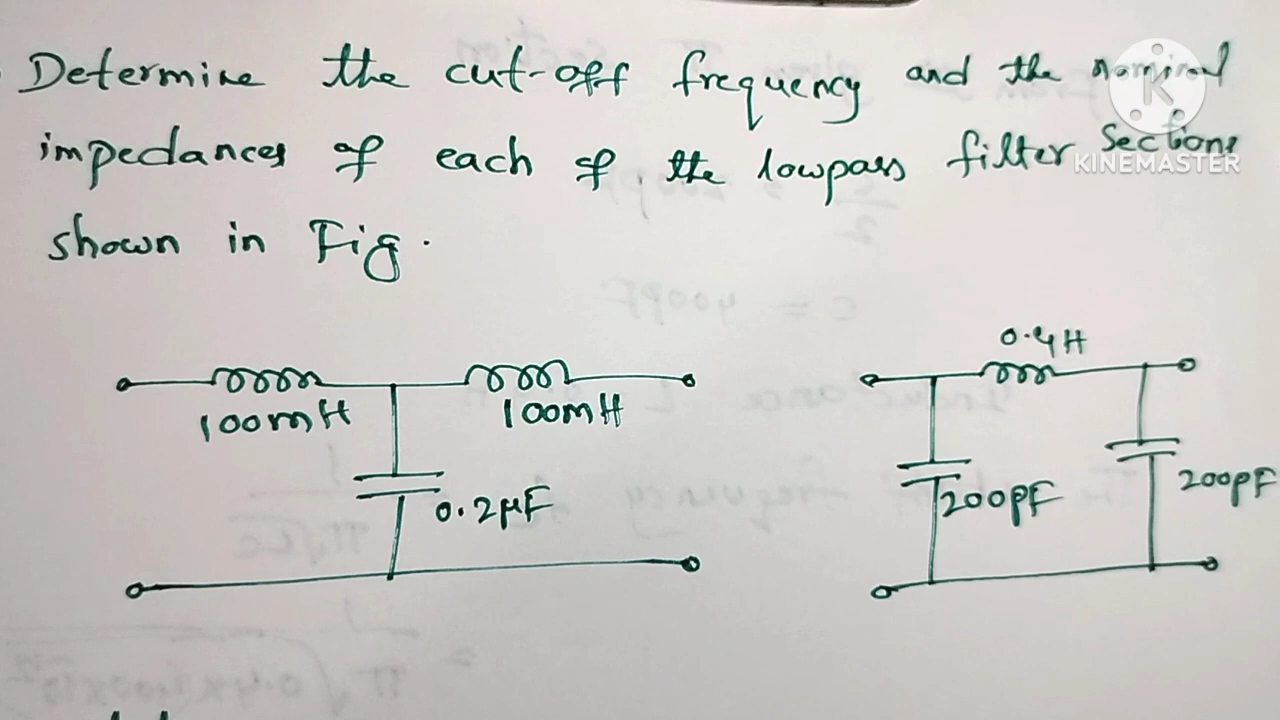 Determine the cut-off frequency and the nominal
impedances of each of the lowpass filter sections
shown in Fig.
K
KINEMASTER
100mH
100mH
0.2μF
0.4H
200pF
200pF